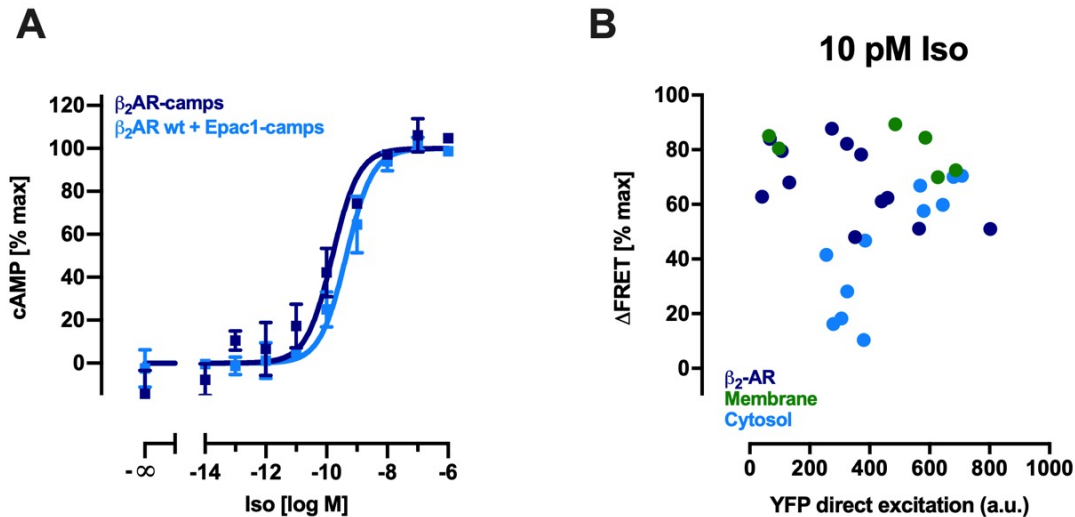 A
β₂AR-camps
β₂AR wt + Epac1-camps
cAMP [% max]
120
100
80
60
40
20
0
-∞ -14 -12 -10 -8 -6
Iso [log M]
B
10 pM Iso
ΔFRET [% max]
100
80
60
40
20
0
β₂-AR
Membrane
Cytosol
0 200 400 600 800 1000
YFP direct excitation (a.u.)